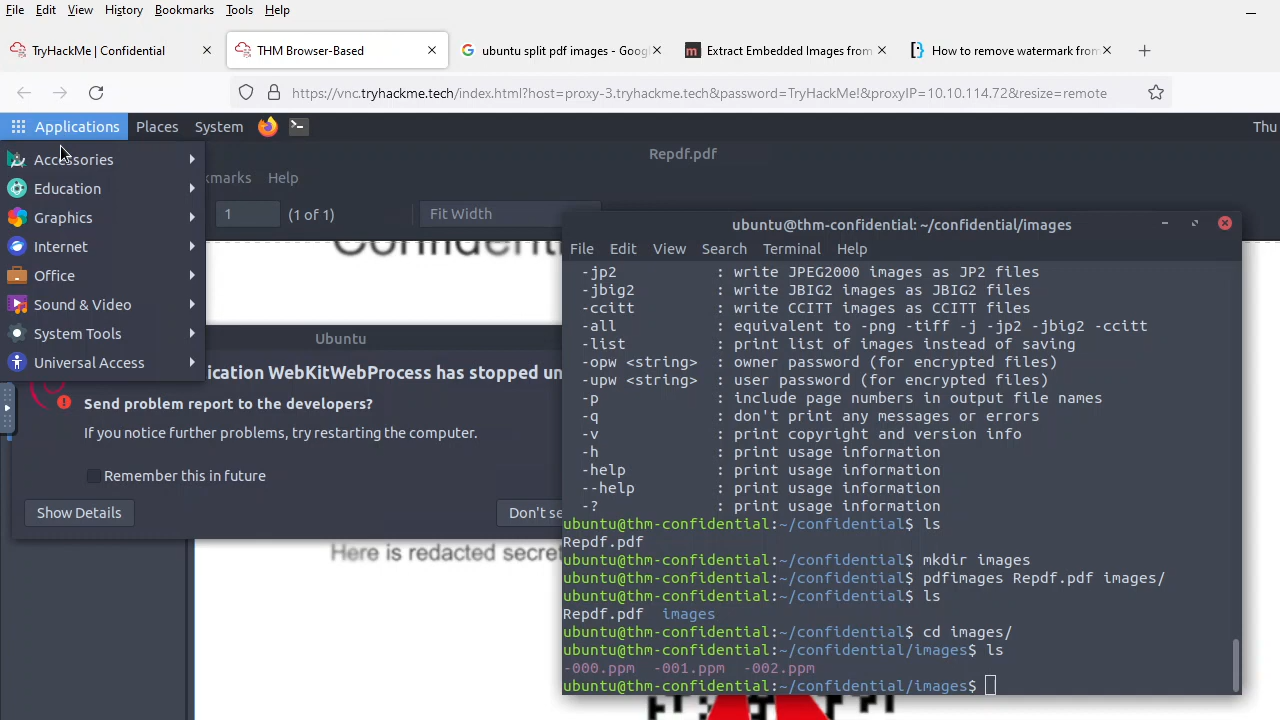 File Edit View History Bookmarks Tools Help
TryHackMe | Confidential
THM Browser-Based
ubuntu split pdf images - Goog
Extract Embedded Images from
How to remove watermark from
https://vnc.tryhackme.tech/index.html?host=proxy-3.tryhackme.tech&password=TryHackMe!&proxyIP=10.10.114.72&resize=remote
Applications Places System
Thu
Accessories
Education
Graphics
Internet
Office
Sound & Video
System Tools
Universal Access
Repdf.pdf
kmarks Help
1 (1 of 1) Fit Width
Confidenti
Ubuntu
ication WebKitWebProcess has stopped un
Send problem report to the developers?
If you notice further problems, try restarting the computer.
Remember this in future
Show Details
Don't se
Here is redacted secre
ubuntu@thm-confidential: ~/confidential/images
File Edit View Search Terminal Help
-jp2 : write JPEG2000 images as JP2 files
-jbig2 : write JBIG2 images as JBIG2 files
-ccitt : write CCITT images as CCITT files
-all : equivalent to -png -tiff -j -jp2 -jbig2 -ccitt
-list : print list of images instead of saving
-opw <string> : owner password (for encrypted files)
-upw <string> : user password (for encrypted files)
-p : include page numbers in output file names
-q : don't print any messages or errors
-v : print copyright and version info
-h : print usage information
-help : print usage information
--help : print usage information
-? : print usage information
ubuntu@thm-confidential:~/confidential$ ls
Repdf.pdf
ubuntu@thm-confidential:~/confidential$ mkdir images
ubuntu@thm-confidential:~/confidential$ pdfimages Repdf.pdf images/
ubuntu@thm-confidential:~/confidential$ ls
Repdf.pdf images
ubuntu@thm-confidential:~/confidential$ cd images/
ubuntu@thm-confidential:~/confidential/images$ ls
-000.ppm -001.ppm -002.ppm
ubuntu@thm-confidential:~/confidential/images$